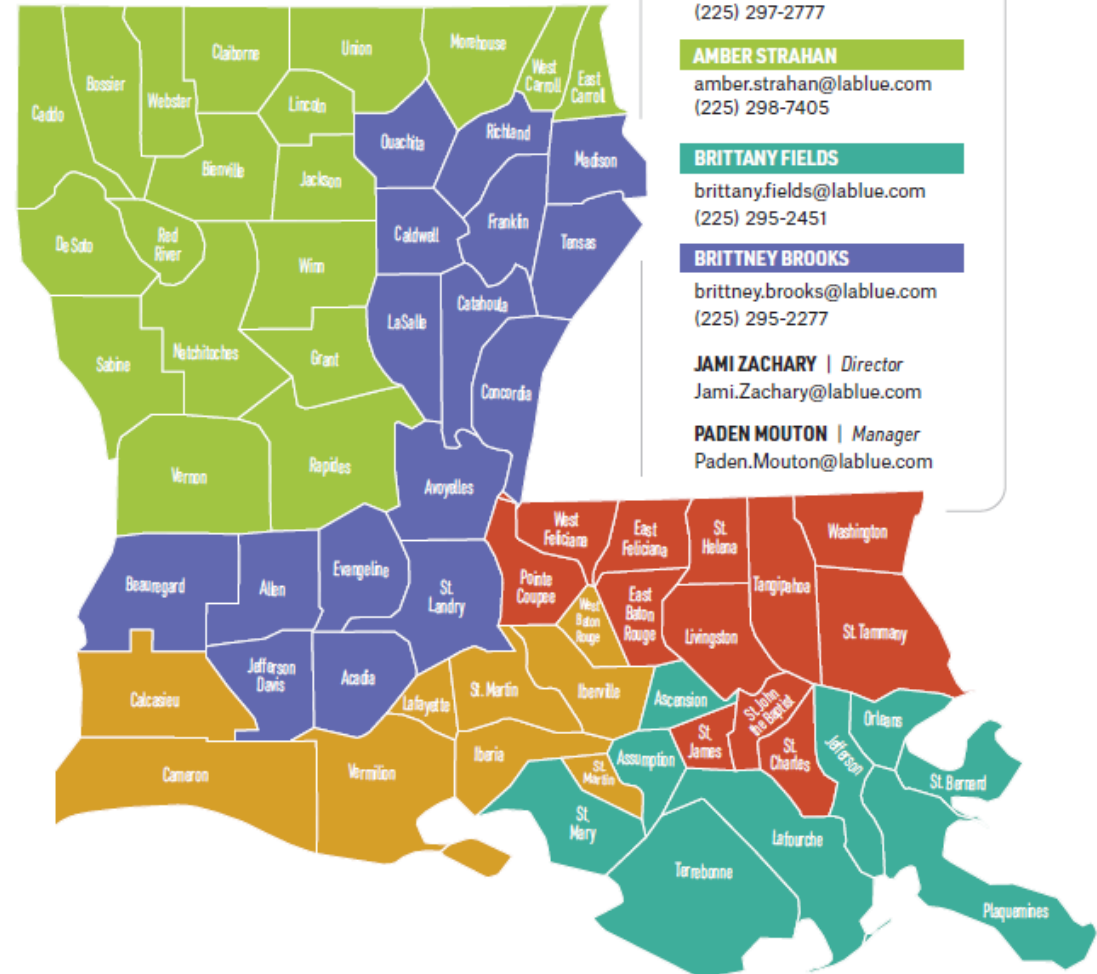 (225) 297-2777
AMBER STRAHAN
amber.strahan@lablue.com
(225) 298-7405
BRITTANY FIELDS
brittany.fields@lablue.com
(225) 295-2451
BRITTNEY BROOKS
brittney.brooks@lablue.com
(225) 295-2277
JAMI ZACHARY | Director
Jami.Zachary@lablue.com
PADEN MOUTON | Manager
Paden.Mouton@lablue.com
Caddo
Bossier
Webster
Claiborne
Union
Morehouse
West
Carroll
East
Carroll
Lincoln
Ouachita
Richland
Madison
Bienville
Jackson
De Soto
Red
River
Winn
Caldwell
Franklin
Tensas
Sabine
Natchitoches
Grant
LaSalle
Catahoula
Concordia
Vernon
Rapides
Avoyelles
Beauregard
Allen
Evangeline
St.
Landry
Pointe
Coupee
West
Feliciana
East
Feliciana
St.
Helena
Tangipahoa
Washington
West
Baton
Rouge
East
Baton
Rouge
Livingston
St. Tammany
Calcasieu
Jefferson
Davis
Acadia
Lafayette
St. Martin
Iberville
Ascension
St. John
the Baptist
Orleans
Cameron
Vermilion
Iberia
St.
Martin
Assumption
St.
James
St.
Charles
Jefferson
St. Bernard
St.
Mary
Terrebonne
Lafourche
Plaquemines